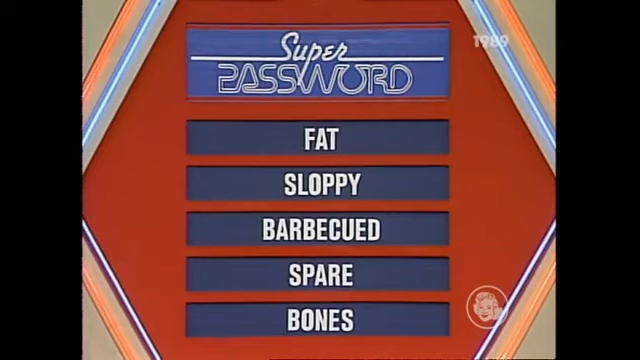 1989
Super
PASSWORD
FAT
SLOPPY
BARBECUED
SPARE
BONES